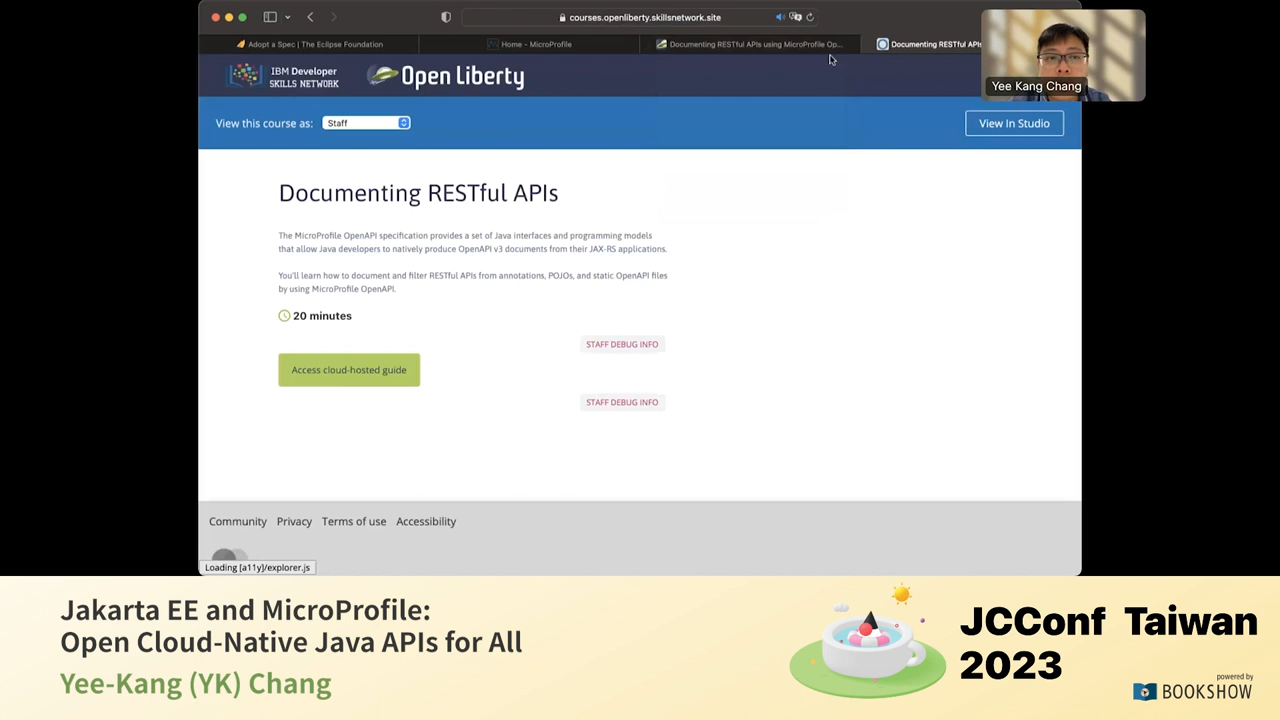 courses.openliberty.skillsnetwork.site
Adopt a Spec | The Eclipse Foundation
Home - MicroProfile
Documenting RESTful APIs using MicroProfile Op...
Documenting RESTful APIs
Yee Kang Chang
IBM Developer
SKILLS NETWORK
Open Liberty
View this course as:
Staff
View In Studio
Documenting RESTful APIs
The MicroProfile OpenAPI specification provides a set of Java interfaces and programming models
that allow Java developers to natively produce OpenAPI v3 documents from their JAX-RS applications.
You'll learn how to document and filter RESTful APIs from annotations, POJOs, and static OpenAPI files
by using MicroProfile OpenAPI.
20 minutes
STAFF DEBUG INFO
Access cloud-hosted guide
STAFF DEBUG INFO
Community Privacy Terms of use Accessibility
Loading [a11y]/explorer.js
Jakarta EE and MicroProfile:
Open Cloud-Native Java APIs for All
Yee-Kang (YK) Chang
JCConf Taiwan
2023
powered by
BOOKSHOW